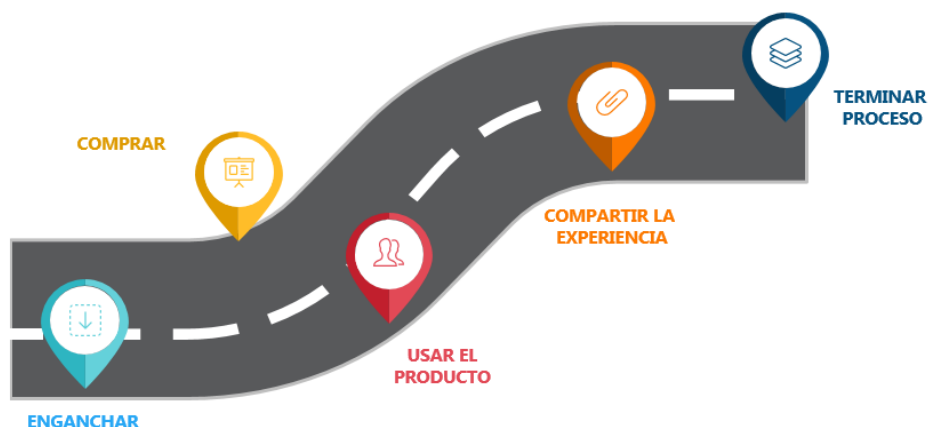 ENGANCHAR
COMPRAR
USAR EL
PRODUCTO
COMPARTIR LA
EXPERIENCIA
TERMINAR
PROCESO